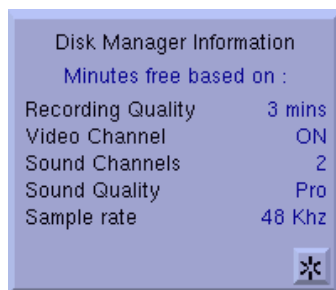 Disk Manager Information
Minutes free based on :
Recording Quality 3 mins
Video Channel ON
Sound Channels 2
Sound Quality Pro
Sample rate 48 Khz